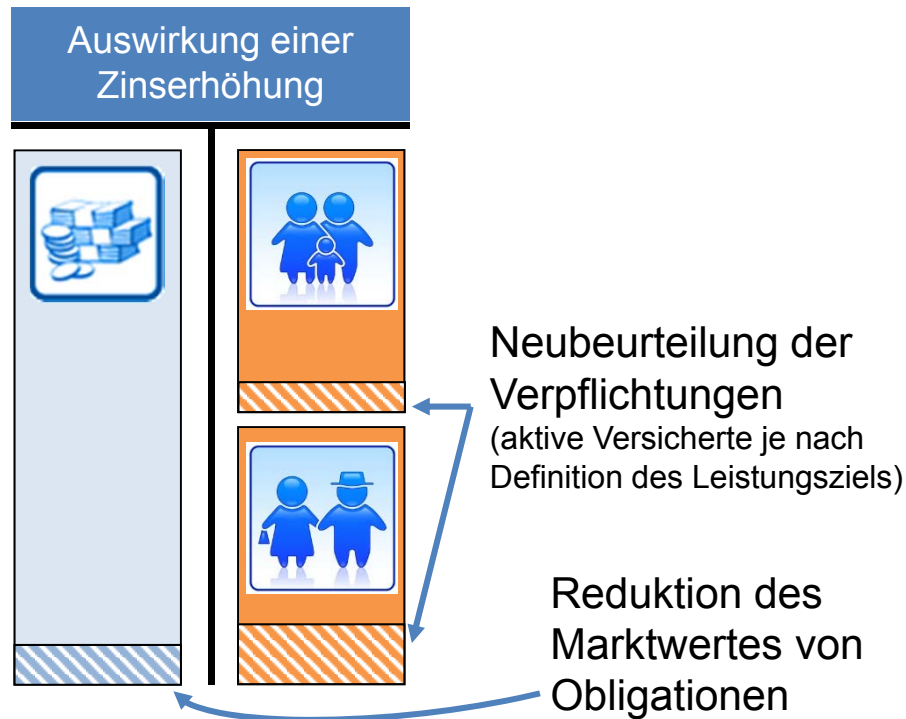 Auswirkung einer
Zinserhöhung
Neubeurteilung der
Verpflichtungen
(aktive Versicherte je nach
Definition des Leistungsziels)
Reduktion des
Marktwertes von
Obligationen